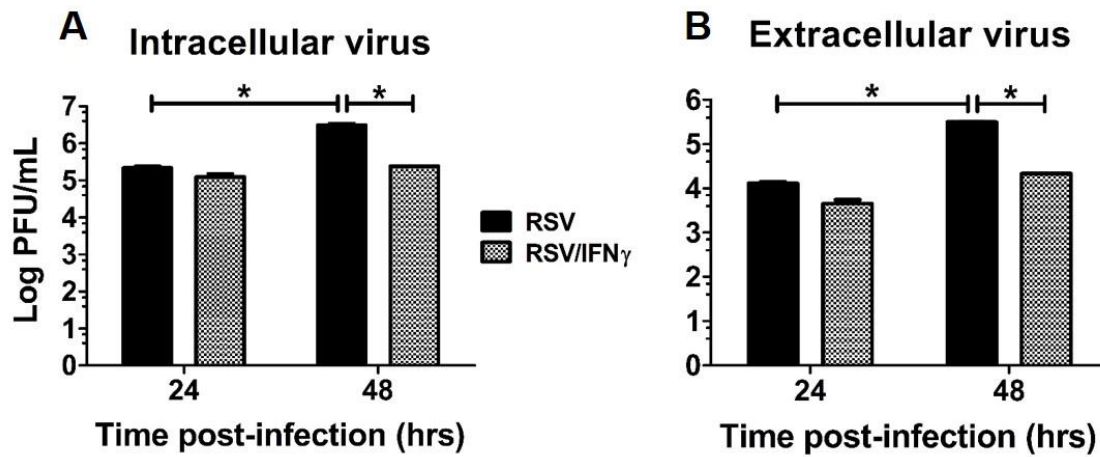 A
Intracellular virus
* *
Log PFU/mL
7
6
5
4
3
2
1
0
24 48
Time post-infection (hrs)
RSV
RSV/IFNγ
B
Extracellular virus
* *
6
5
4
3
2
1
0
24 48
Time post-infection (hrs)